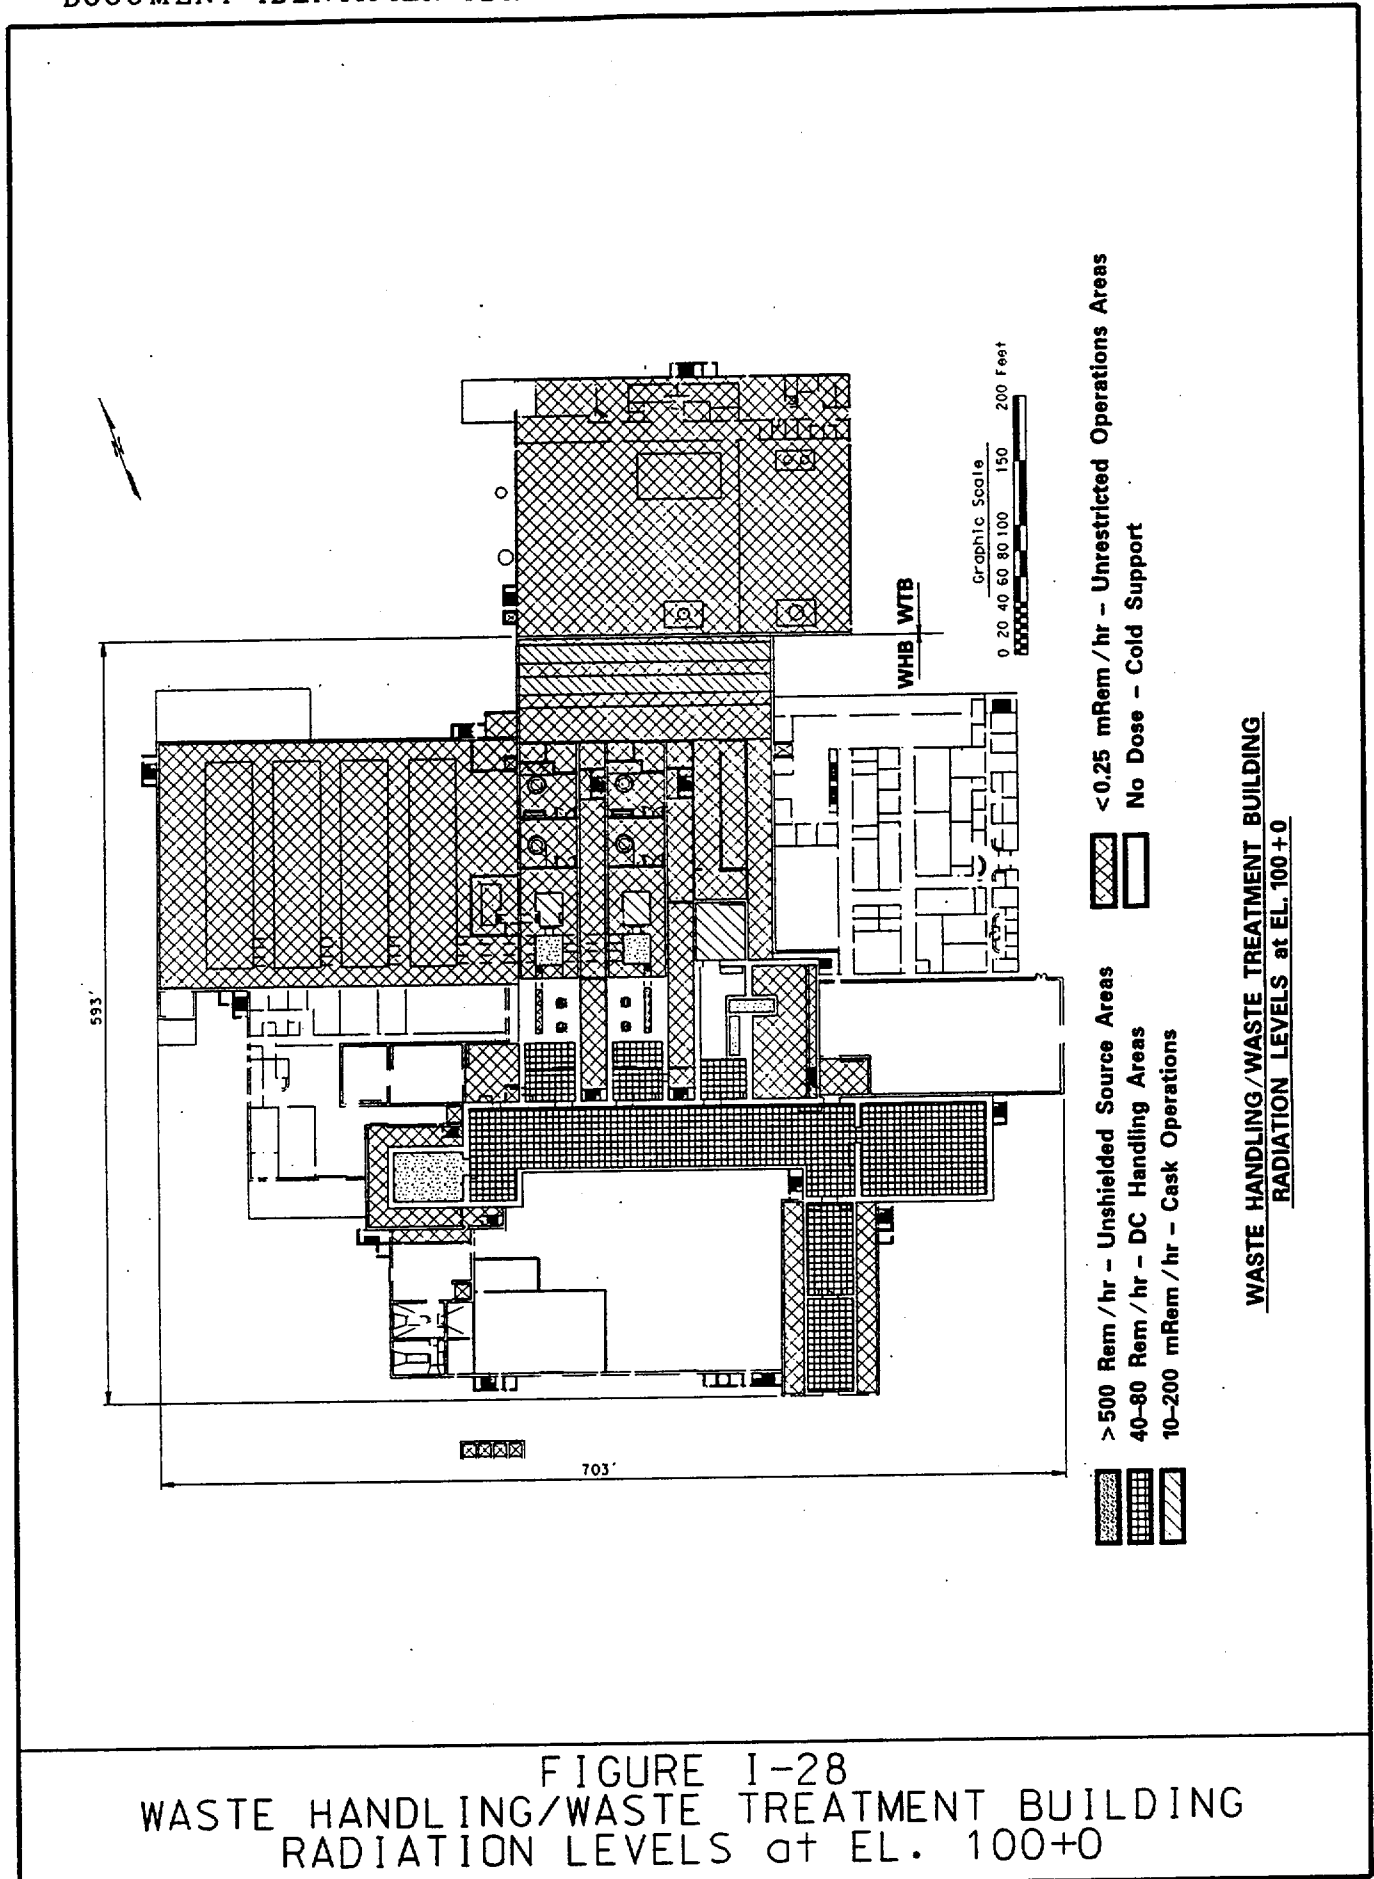 593'
703'
WHB
WTB
Graphic Scale
0 20 40 60 80 100 150 200 Feet
>500 Rem/hr – Unshielded Source Areas
40–80 Rem/hr – DC Handling Areas
10–200 mRem/hr – Cask Operations
<0.25 mRem/hr – Unrestricted Operations Areas
No Dose – Cold Support
WASTE HANDLING/WASTE TREATMENT BUILDING
RADIATION LEVELS at EL. 100+0
FIGURE I-28
WASTE HANDLING/WASTE TREATMENT BUILDING
RADIATION LEVELS at EL. 100+0